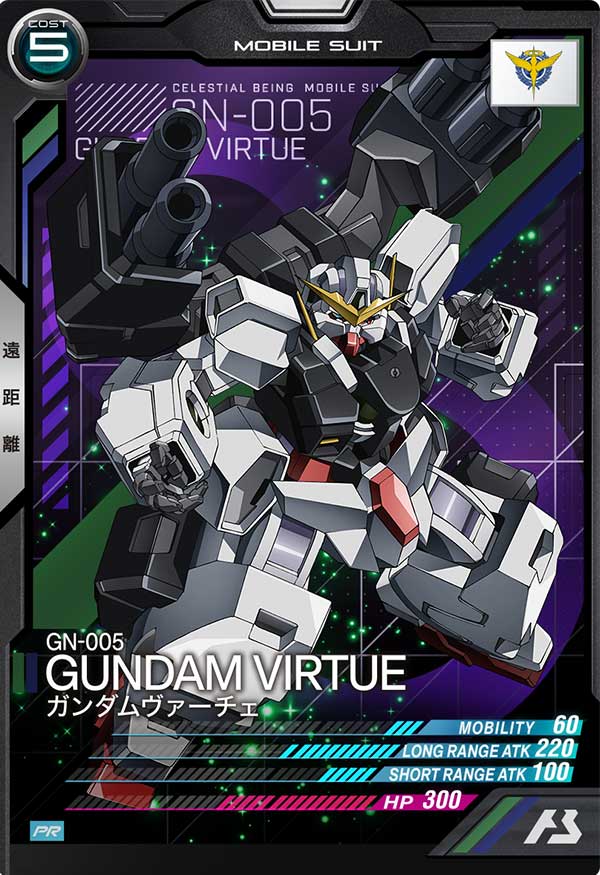 COST
5
MOBILE SUIT
CELESTIAL BEING MOBILE SU
GN-005
VIRTUE
遠距離
GN-005
GUNDAM VIRTUE
ガンダムヴァーチェ
MOBILITY 60
LONG RANGE ATK 220
SHORT RANGE ATK 100
HP 300
PR